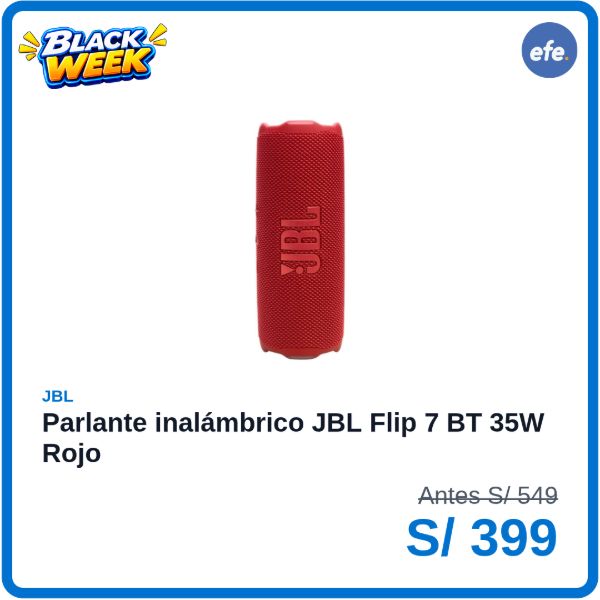 BLACK
WEEK
efe.
JBL
JBL
Parlante inalámbrico JBL Flip 7 BT 35W
Rojo
Antes S/ 549
S/ 399